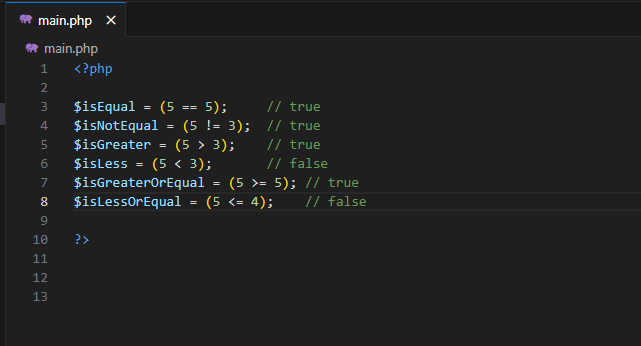 main.php ×
main.php
1 <?php
2
3 $isEqual = (5 == 5);     // true
4 $isNotEqual = (5 != 3);  // true
5 $isGreater = (5 > 3);    // true
6 $isLess = (5 < 3);       // false
7 $isGreaterOrEqual = (5 >= 5); // true
8 $isLessOrEqual = (5 <= 4);    // false
9
10 ?>
11
12
13